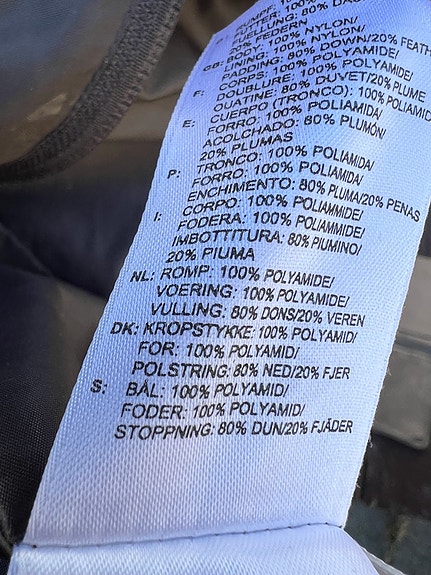 RUMPF: 100%
FUTTER: 100%
FÜLLUNG: 80% DAU
20% FEDERN
GB: BODY: 100% NYLON/
LINING: 100% NYLON/
PADDING: 80% DOWN/20% FEATH
F: CORPS: 100% POLYAMIDE/
DOUBLURE: 100% POLYAMIDE/
OUATINE: 80% DUVET/20% PLUME
E: CUERPO (TRONCO): 100% POLIAMID
FORRO: 100% POLIAMIDA/
ACOLCHADO: 80% PLUMÓN/
20% PLUMAS
P: TRONCO: 100% POLIAMIDA/
FORRO: 100% POLIAMIDA/
ENCHIMENTO: 80% PLUMA/20% PENAS
I: CORPO: 100% POLIAMMIDE/
FODERA: 100% POLIAMMIDE/
IMBOTTITURA: 80% PIUMINO/
20% PIUMA
NL: ROMP: 100% POLYAMIDE/
VOERING: 100% POLYAMIDE/
VULLING: 80% DONS/20% VEREN
DK: KROPSTYKKE: 100% POLYAMID/
FOR: 100% POLYAMID/
POLSTRING: 80% NED/20% FJER
S: BÅL: 100% POLYAMID/
FODER: 100% POLYAMID/
STOPPNING: 80% DUN/20% FJÄDER